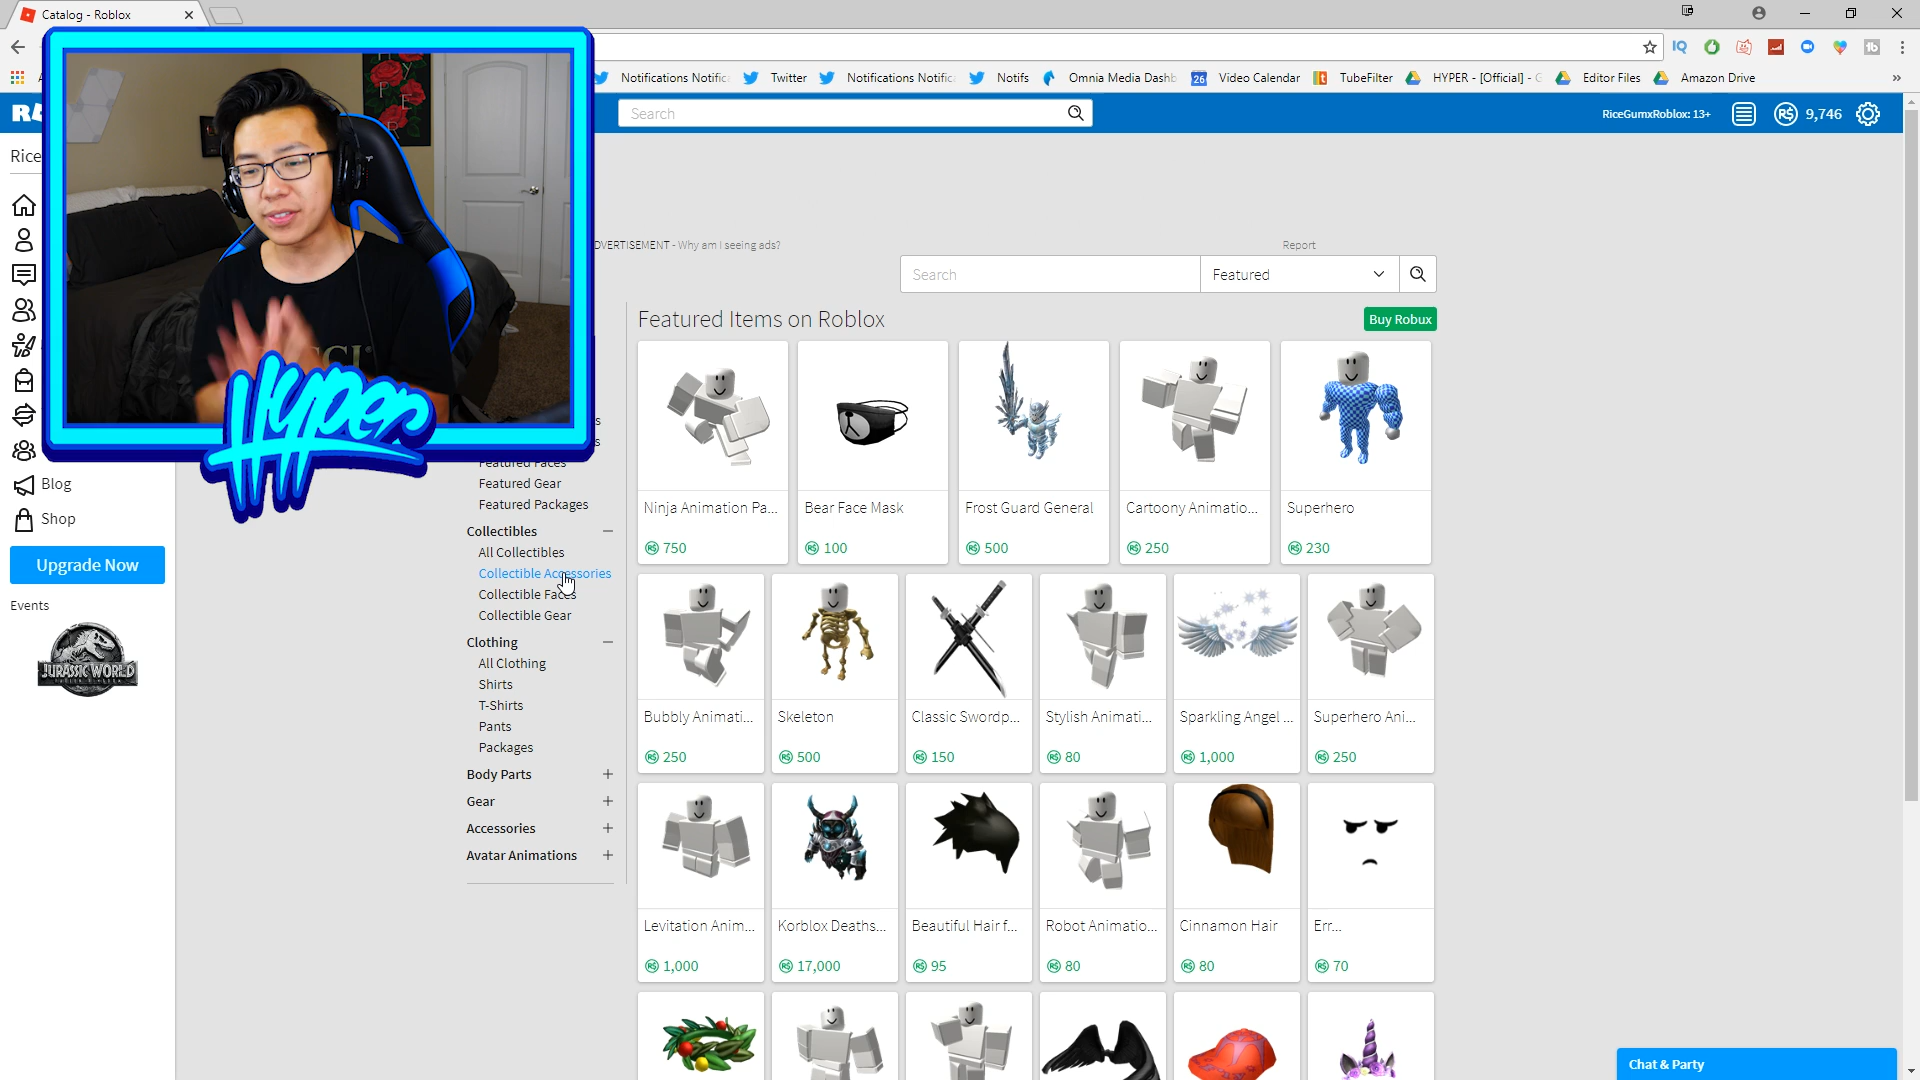 Catalog - Roblox
Notifications Notific
Twitter
Notifications Notific
Notifs
Omnia Media Dashb
26
Video Calendar
TubeFilter
HYPER - [Official] - G
Editor Files
Amazon Drive
Search
RiceGumxRoblox: 13+
R$ 9,746
Rice
ADVERTISEMENT - Why am I seeing ads?
Report
Search
Featured
Featured Items on Roblox
Buy Robux
Hyper
Blog
Shop
Upgrade Now
Events
JURASSIC WORLD
Featured Faces
Featured Gear
Featured Packages
Collectibles
All Collectibles
Collectible Accessories
Collectible Faces
Collectible Gear
Clothing
All Clothing
Shirts
T-Shirts
Pants
Packages
Body Parts
Gear
Accessories
Avatar Animations
Ninja Animation Pa...
R$ 750
Bear Face Mask
R$ 100
Frost Guard General
R$ 500
Cartoony Animatio...
R$ 250
Superhero
R$ 230
Bubbly Animati...
R$ 250
Skeleton
R$ 500
Classic Swordp...
R$ 150
Stylish Animati...
R$ 80
Sparkling Angel ...
R$ 1,000
Superhero Ani...
R$ 250
Levitation Anim...
R$ 1,000
Korblox Deaths...
R$ 17,000
Beautiful Hair f...
R$ 95
Robot Animatio...
R$ 80
Cinnamon Hair
R$ 80
Err...
R$ 70
Chat & Party